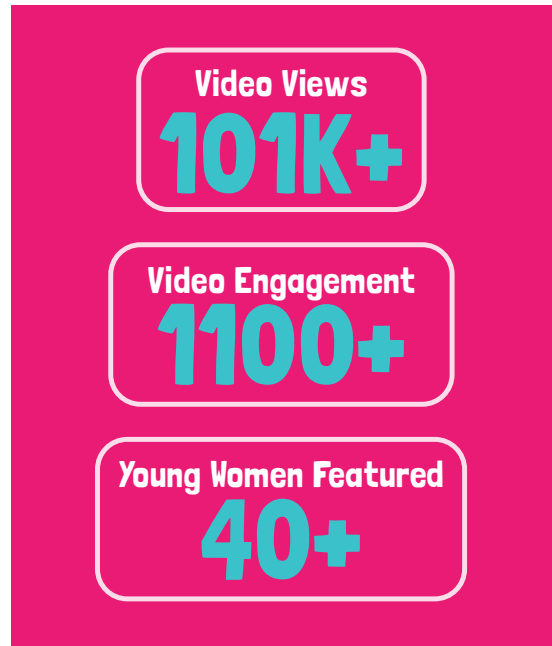 Video Views
101K+
Video Engagement
1100+
Young Women Featured
40+